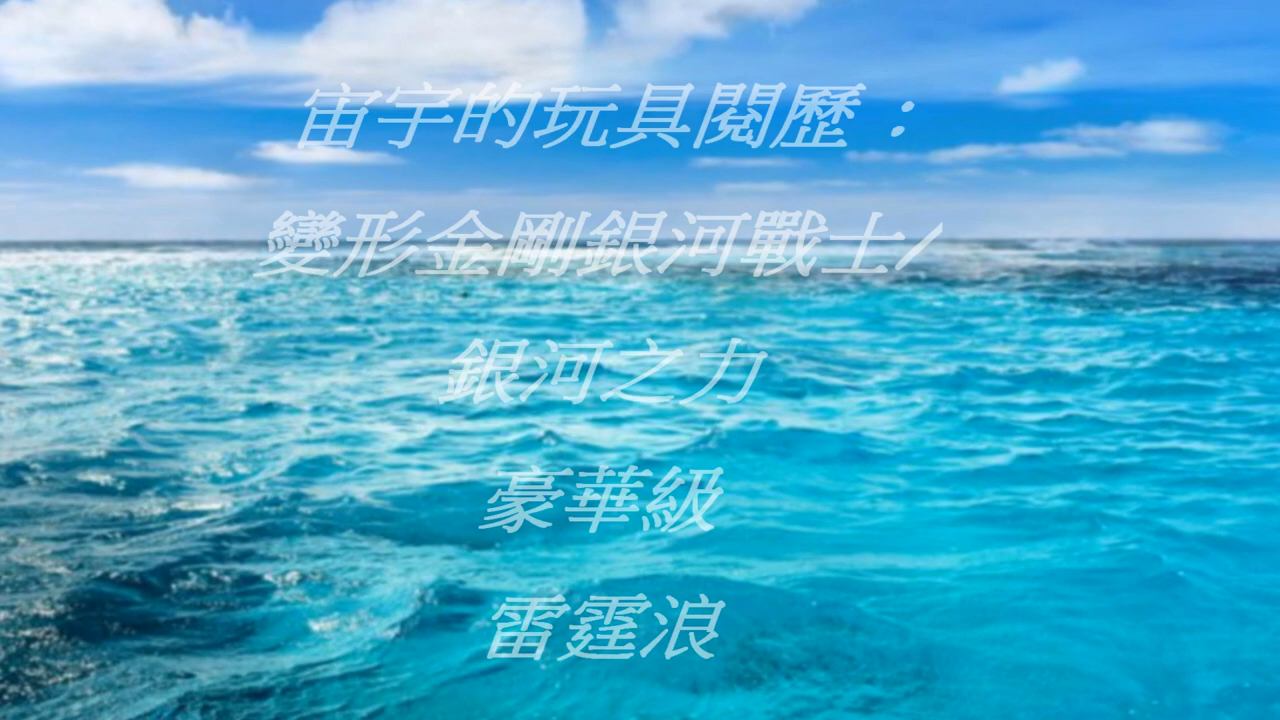 宙宇的玩具閱歷：
變形金剛銀河戰士/
銀河之力
豪華級
雷霆浪